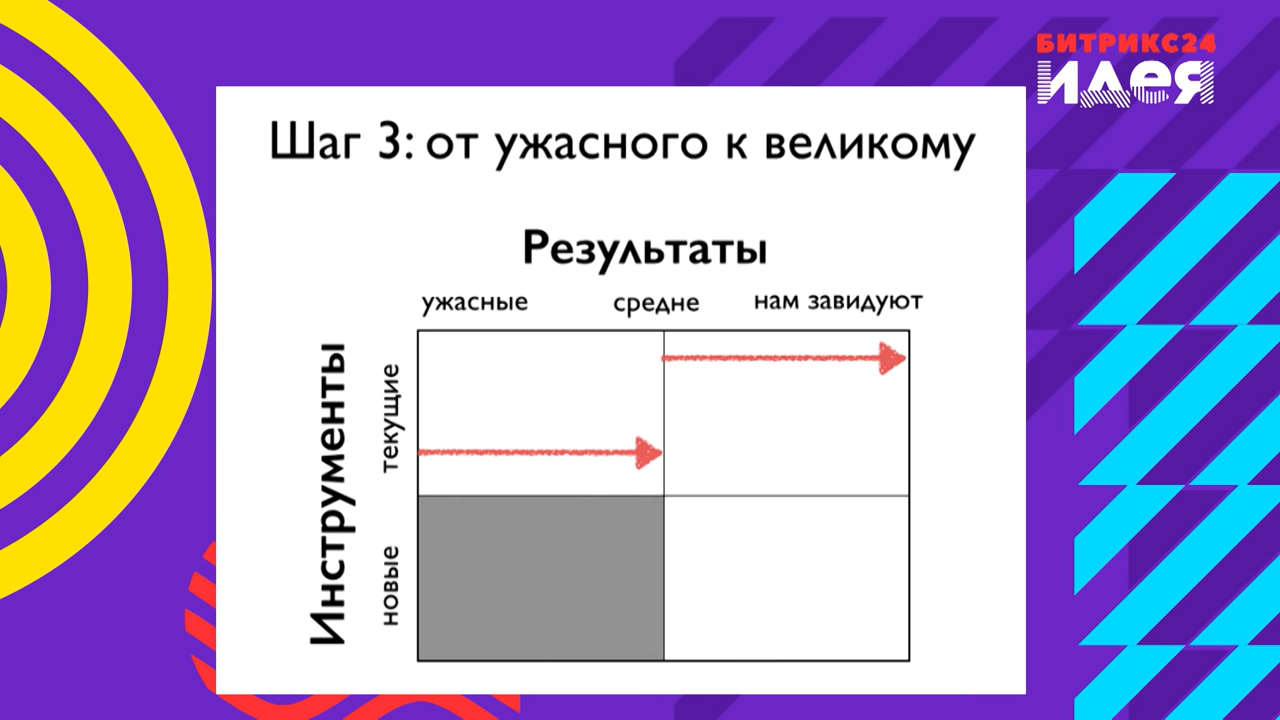 БИТРИКС24
идея
Шаг 3: от ужасного к великому
Результаты
ужасные средне нам завидуют
Инструменты
текущие
новые